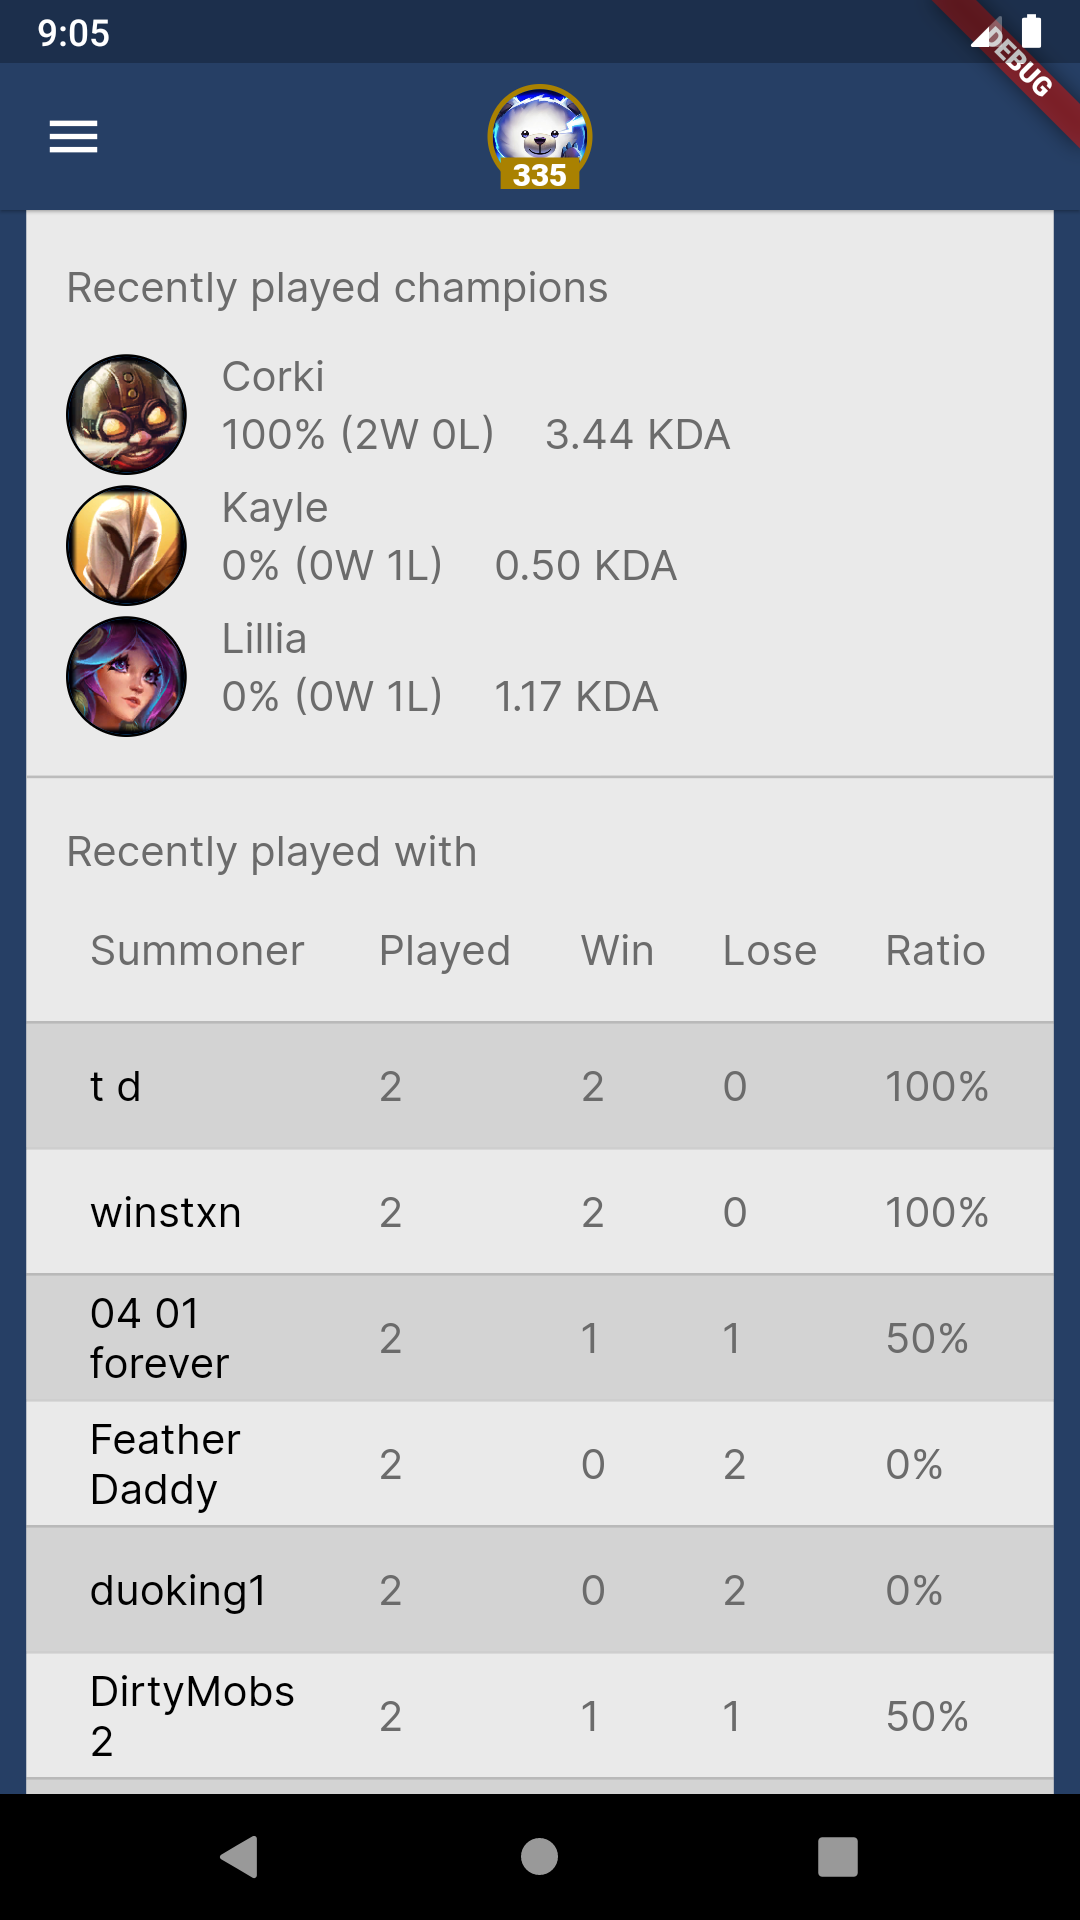 9:05
DEBUG
335
Recently played champions
Corki
100% (2W 0L) 3.44 KDA
Kayle
0% (0W 1L) 0.50 KDA
Lillia
0% (0W 1L) 1.17 KDA
Recently played with
Summoner Played Win Lose Ratio
t d 2 2 0 100%
winstxn 2 2 0 100%
04 01
forever 2 1 1 50%
Feather
Daddy 2 0 2 0%
duoking1 2 0 2 0%
DirtyMobs
2 2 1 1 50%